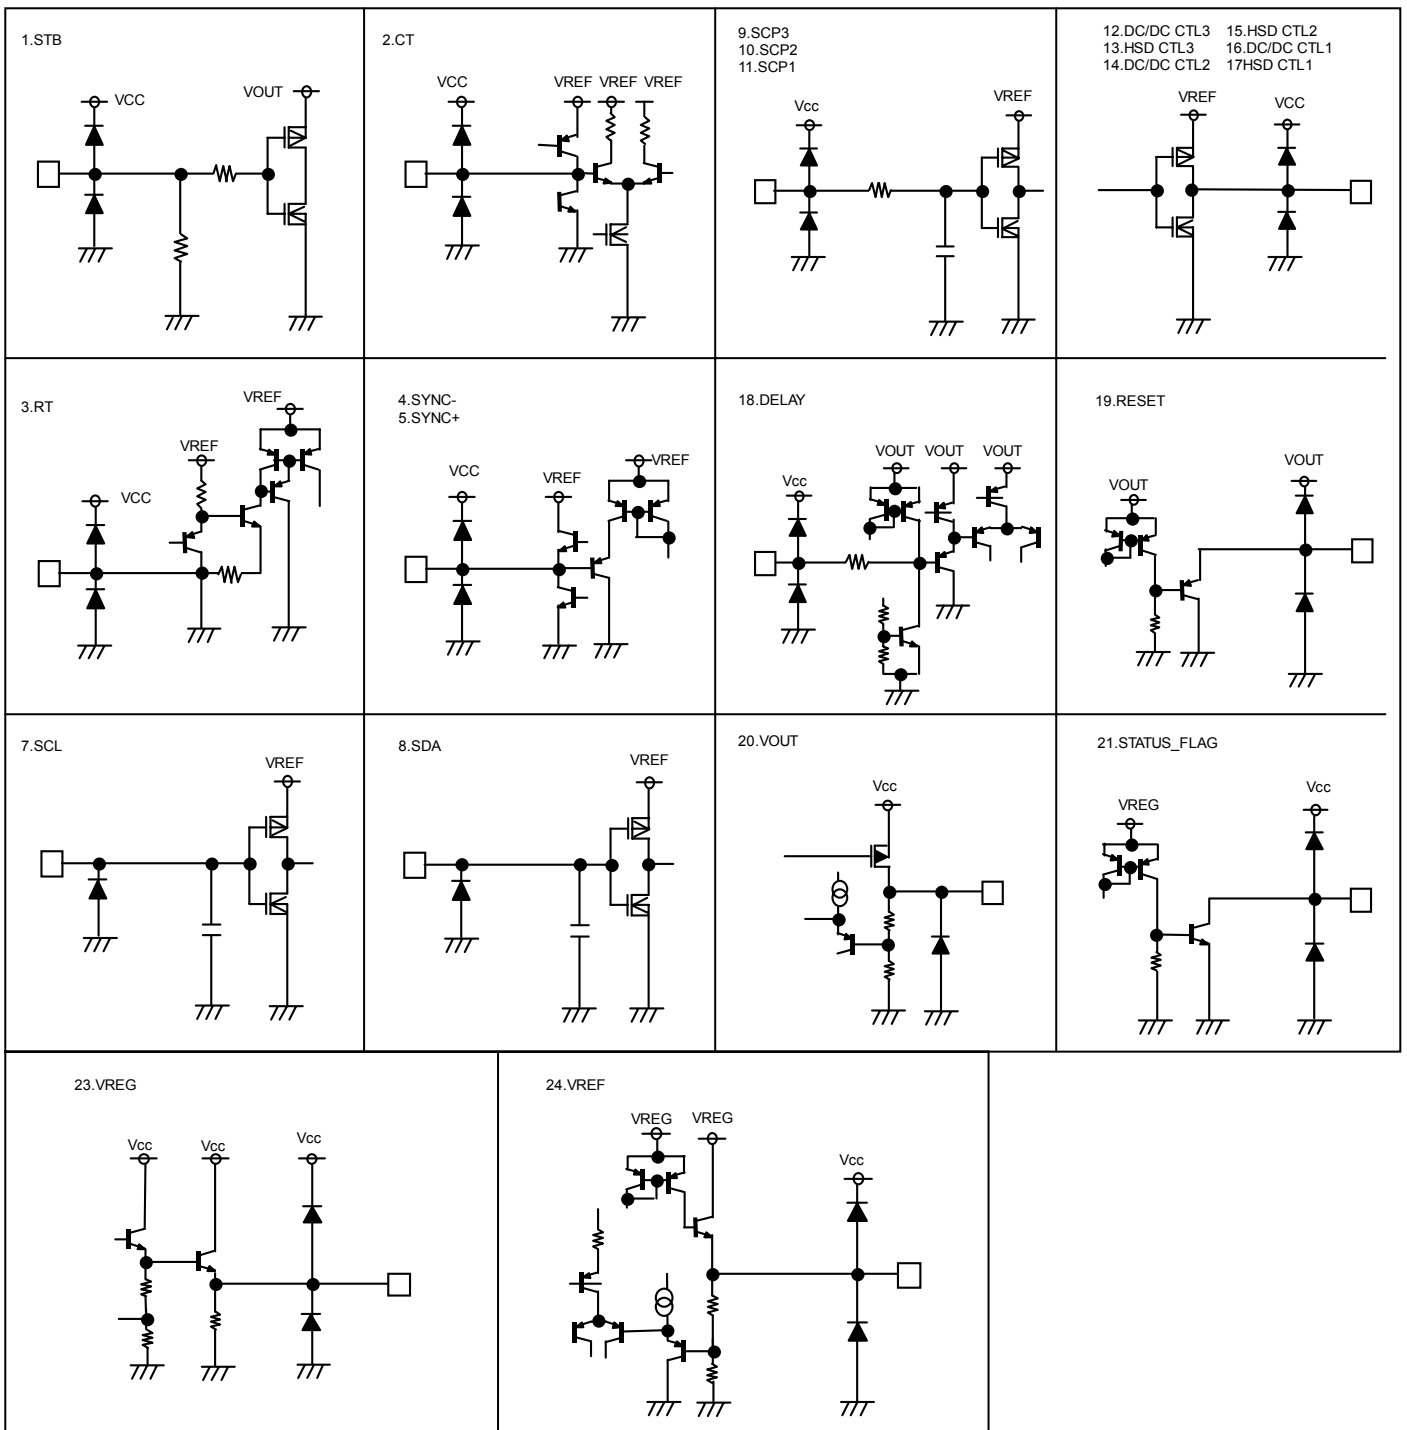 1.STB
VCC
VOUT
2.CT
VCC
VREF VREF VREF
9.SCP3
10.SCP2
11.SCP1
Vcc
VREF
12.DC/DC CTL3 15.HSD CTL2
13.HSD CTL3 16.DC/DC CTL1
14.DC/DC CTL2 17HSD CTL1
VREF
VCC
3.RT
VREF
VREF
VCC
4.SYNC-
5.SYNC+
VCC
VREF
VREF
18.DELAY
Vcc
VOUT VOUT VOUT
19.RESET
VOUT
VOUT
7.SCL
VREF
8.SDA
VREF
20.VOUT
Vcc
21.STATUS_FLAG
VREG
Vcc
23.VREG
Vcc
Vcc
Vcc
24.VREF
VREG
VREG
Vcc